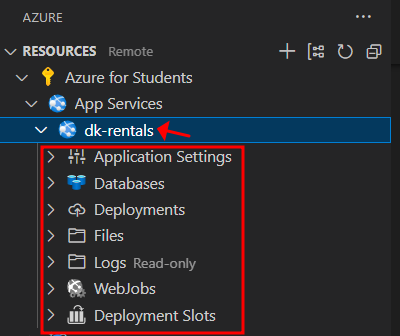 AZURE
RESOURCES Remote
Azure for Students
App Services
dk-rentals
Application Settings
Databases
Deployments
Files
Logs Read-only
WebJobs
Deployment Slots